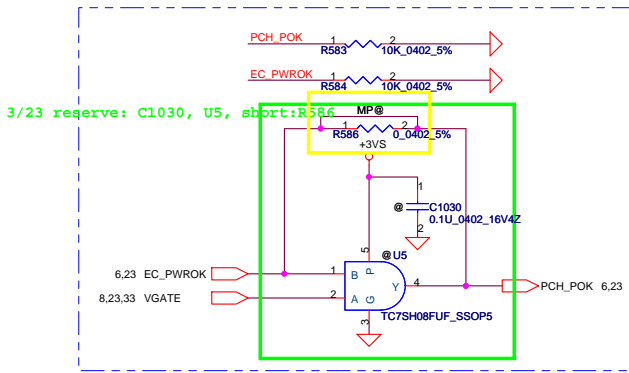 PCH_POK 1 2
R583 10K_0402_5%
EC_PWROK 1 2
R584 10K_0402_5%
3/23 reserve: C1030, U5, short:R586
MP@
1 2
R586 0_0402_5%
+3VS
1
@ C1030
0.1U_0402_16V4Z
2
5 @ U5
6,23 EC_PWROK 1 B P
Y 4 PCH_POK 6,23
8,23,33 VGATE 2 A G
TC7SH08FUF_SSOP5
3